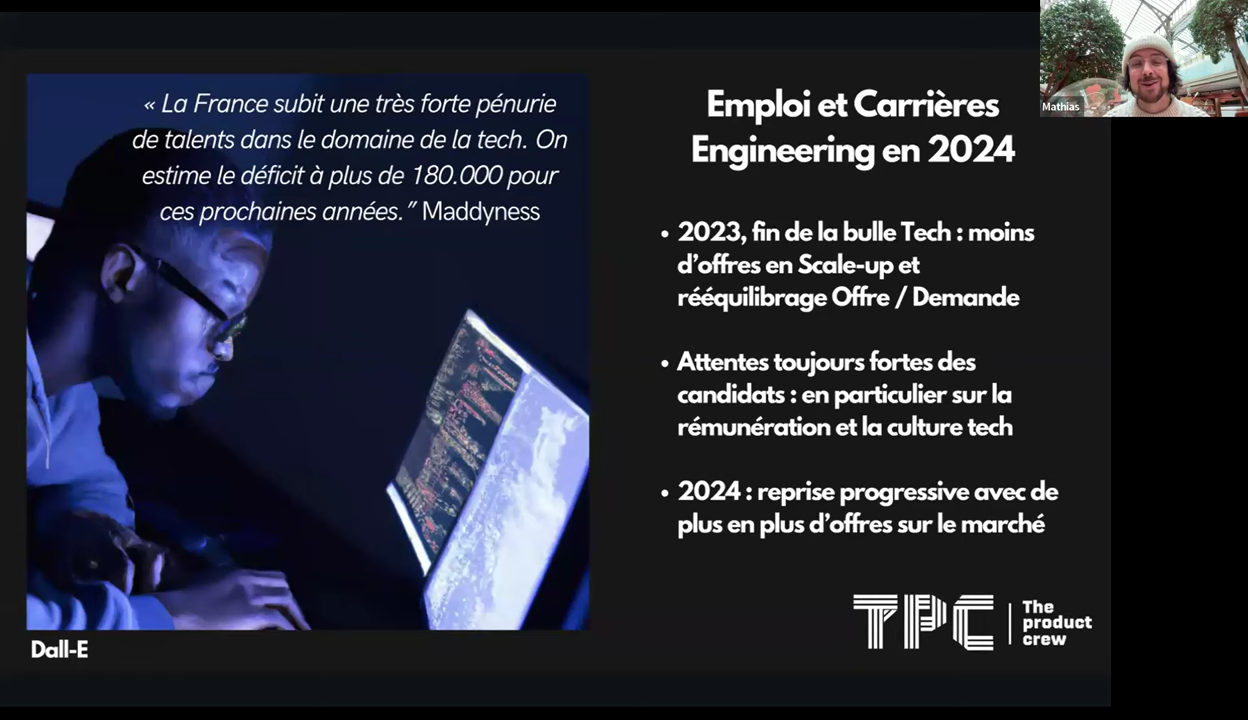 « La France subit une très forte pénurie
de talents dans le domaine de la tech. On
estime le déficit à plus de 180.000 pour
ces prochaines années.” Maddyness
Dall-E
Emploi et Carrières
Engineering en 2024
• 2023, fin de la bulle Tech : moins
d’offres en Scale-up et
rééquilibrage Offre / Demande
• Attentes toujours fortes des
candidats : en particulier sur la
rémunération et la culture tech
• 2024 : reprise progressive avec de
plus en plus d’offres sur le marché
TPC
The
product
crew
Mathias